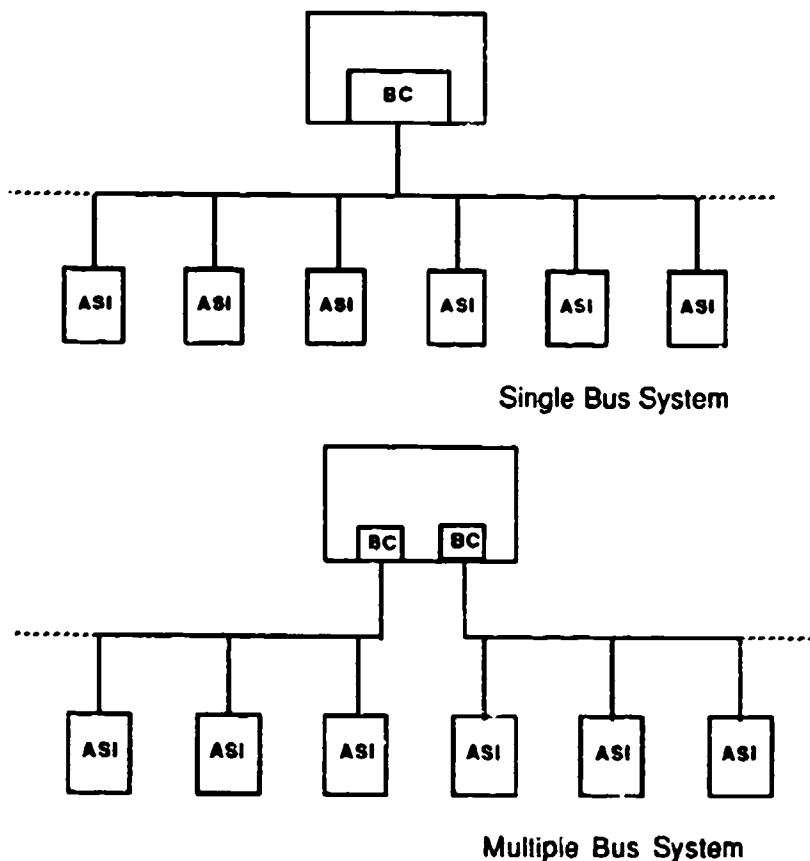 BC
ASI ASI ASI ASI ASI ASI
Single Bus System
BC BC
ASI ASI ASI ASI ASI ASI
Multiple Bus System